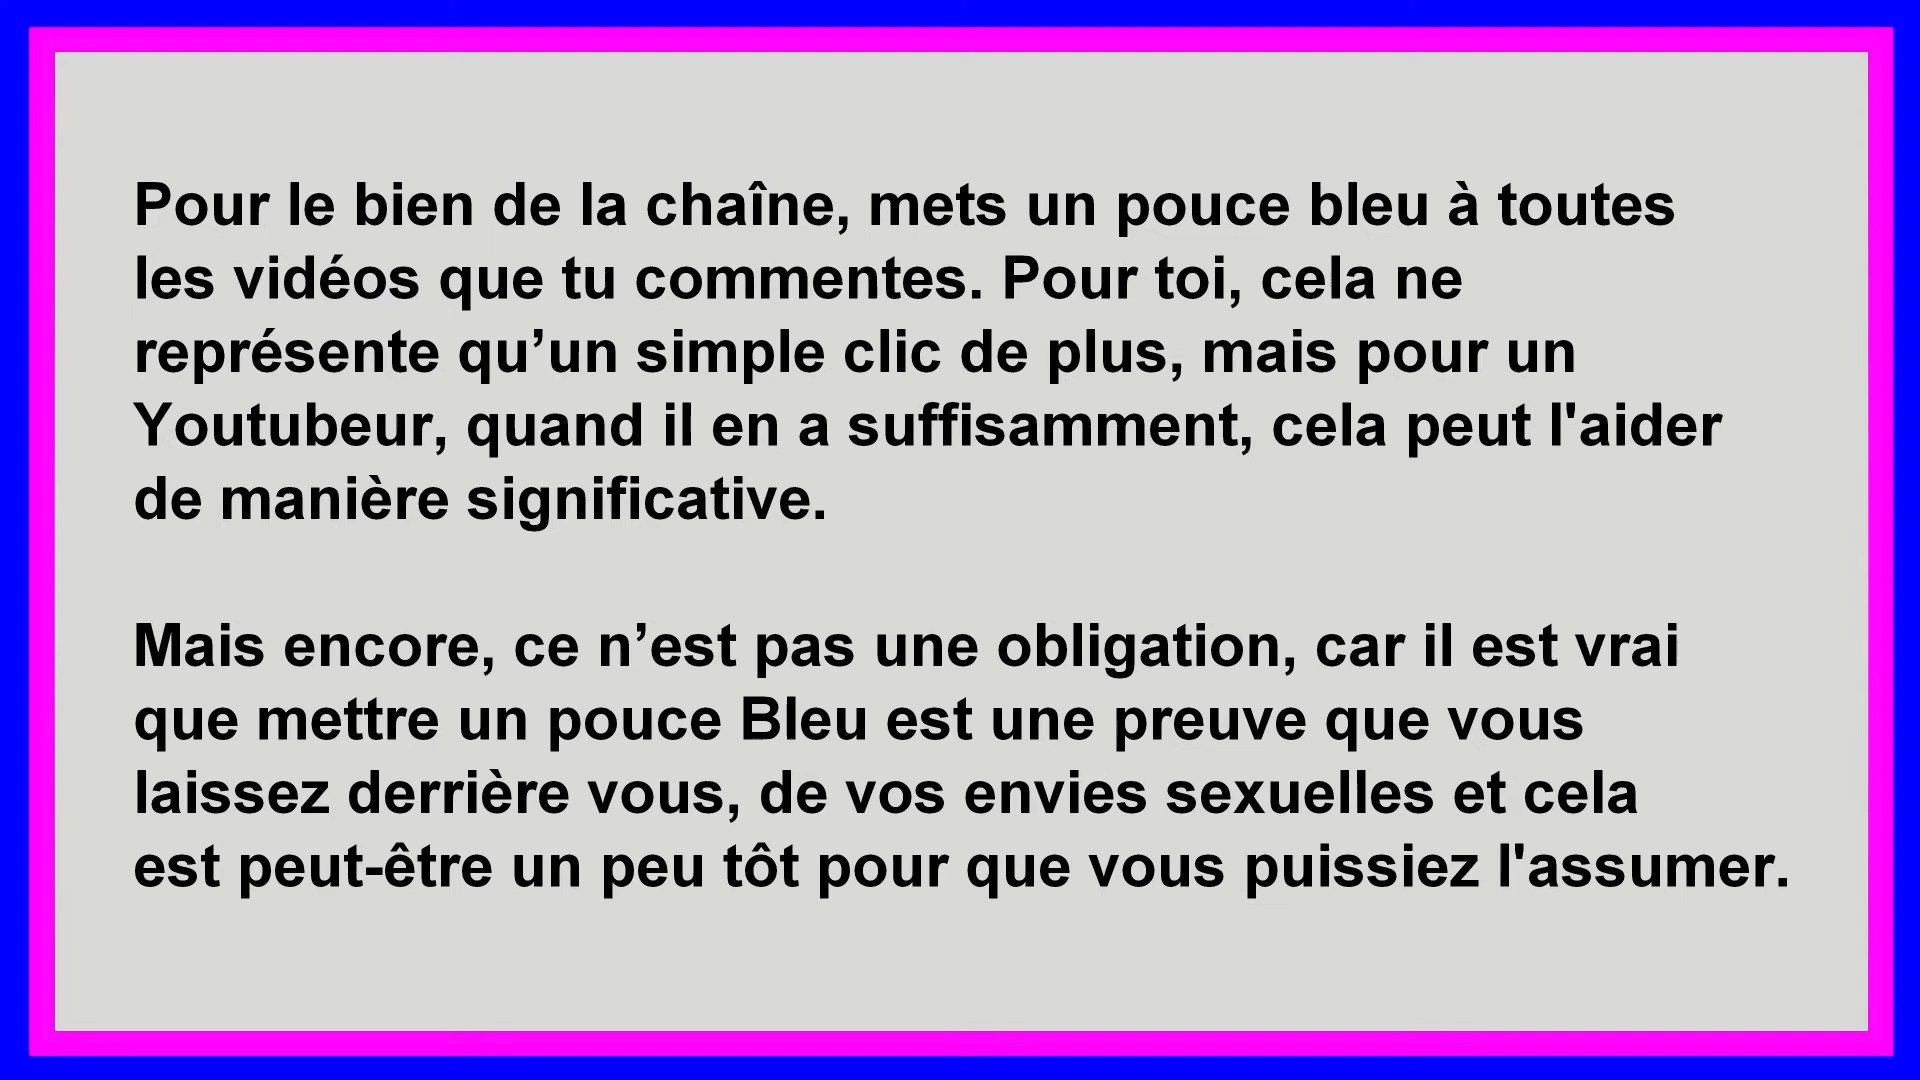 Pour le bien de la chaîne, mets un pouce bleu à toutes
les vidéos que tu commentes. Pour toi, cela ne
représente qu’un simple clic de plus, mais pour un
Youtubeur, quand il en a suffisamment, cela peut l'aider
de manière significative.
Mais encore, ce n’est pas une obligation, car il est vrai
que mettre un pouce Bleu est une preuve que vous
laissez derrière vous, de vos envies sexuelles et cela
est peut-être un peu tôt pour que vous puissiez l'assumer.